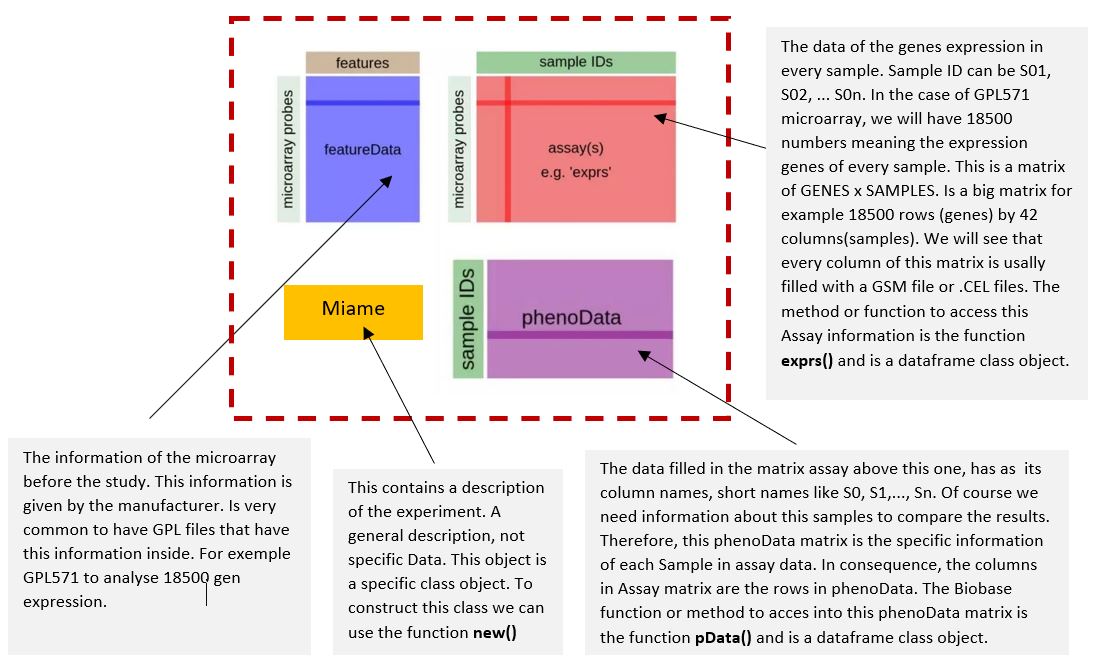 features
microarray probes
featureData
sample IDs
microarray probes
assay(s)
e.g. 'exprs'
Miame
sample IDs
phenoData
The data of the genes expression in
every sample. Sample ID can be S01,
S02, ... S0n. In the case of GPL571
microarray, we will have 18500
numbers meaning the expression
genes of every sample. This is a matrix
of GENES x SAMPLES. Is a big matrix for
example 18500 rows (genes) by 42
columns(samples). We will see that
every column of this matrix is usally
filled with a GSM file or .CEL files. The
method or function to access this
Assay information is the function
exprs() and is a dataframe class object.
The information of the microarray
before the study. This information is
given by the manufacturer. Is very
common to have GPL files that have
this information inside. For exemple
GPL571 to analyse 18500 gen
expression.
This contains a description
of the experiment. A
general description, not
specific Data. This object is
a specific class object. To
construct this class we can
use the function new()
The data filled in the matrix assay above this one, has as its
column names, short names like S0, S1,..., Sn. Of course we
need information about this samples to compare the results.
Therefore, this phenoData matrix is the specific information
of each Sample in assay data. In consequence, the columns
in Assay matrix are the rows in phenoData. The Biobase
function or method to acces into this phenoData matrix is
the function pData() and is a dataframe class object.